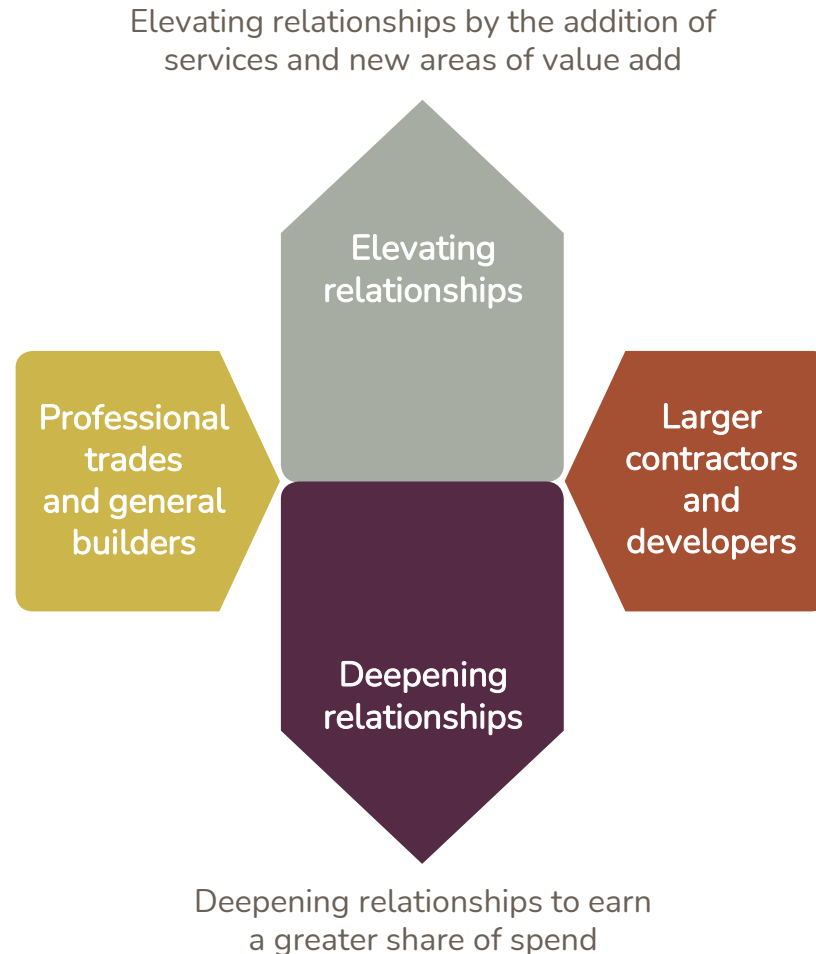 Elevating relationships by the addition of
services and new areas of value add
Elevating
relationships
Professional
trades
and general
builders
Larger
contractors
and
developers
Deepening
relationships
Deepening relationships to earn
a greater share of spend